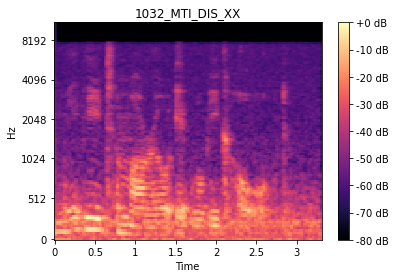 1032_MTI_DIS_XX
+0 dB
8192
-10 dB
4096
-20 dB
-30 dB
2048
Hz
-40 dB
1024
-50 dB
512
-60 dB
-70 dB
0
-80 dB
0 0.5 1 1.5 2 2.5 3
Time